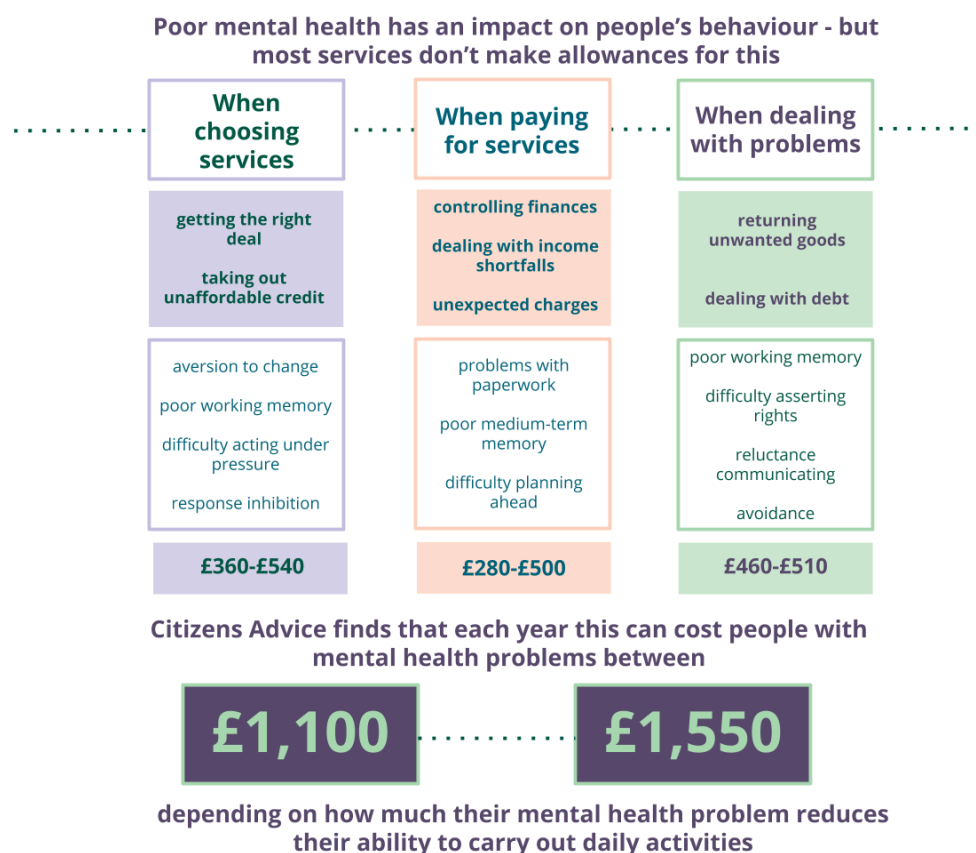 Poor mental health has an impact on people's behaviour - but
most services don't make allowances for this
When
choosing
services
getting the right
deal
taking out
unaffordable credit
aversion to change
poor working memory
difficulty acting under
pressure
response inhibition
£360-£540
When paying
for services
controlling finances
dealing with income
shortfalls
unexpected charges
problems with
paperwork
poor medium-term
memory
difficulty planning
ahead
£280-£500
When dealing
with problems
returning
unwanted goods
dealing with debt
poor working memory
difficulty asserting
rights
reluctance
communicating
avoidance
£460-£510
Citizens Advice finds that each year this can cost people with
mental health problems between
£1,100
£1,550
depending on how much their mental health problem reduces
their ability to carry out daily activities